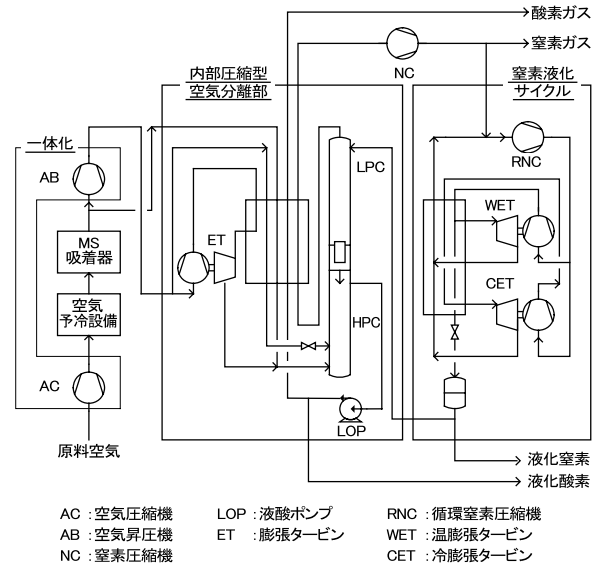 酸素ガス
窒素ガス
NC
内部圧縮型
空気分離部
窒素液化
サイクル
一体化
AB
LPC
RNC
WET
MS
吸着器
ET
CET
空気
予冷設備
HPC
AC
LOP
原料空気
液化窒素
液化酸素
AC：空気圧縮機
AB：空気昇圧機
NC：窒素圧縮機
LOP：液酸ポンプ
ET：膨張タービン
RNC：循環窒素圧縮機
WET：温膨張タービン
CET：冷膨張タービン